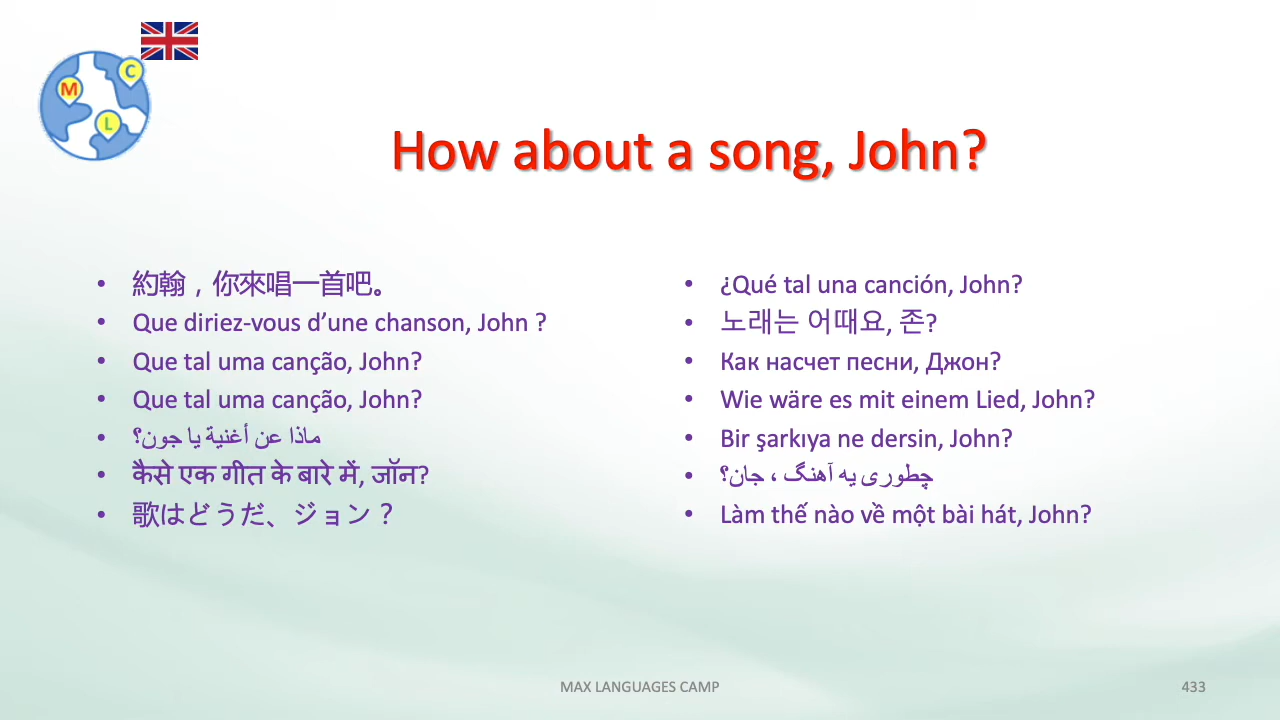 C
M
L
How about a song, John?
• 約翰，你來唱一首吧。
• Que diriez-vous d’une chanson, John ?
• Que tal uma canção, John?
• Que tal uma canção, John?
• ماذا عن أغنية يا جون؟
• कैसे एक गीत के बारे में, जॉन?
• 歌はどうだ、ジョン？
• ¿Qué tal una canción, John?
• 노래는 어때요, 존?
• Как насчет песни, Джон?
• Wie wäre es mit einem Lied, John?
• Bir şarkıya ne dersin, John?
• چطوری یه آهنگ ، جان؟
• Làm thế nào về một bài hát, John?
MAX LANGUAGES CAMP
433